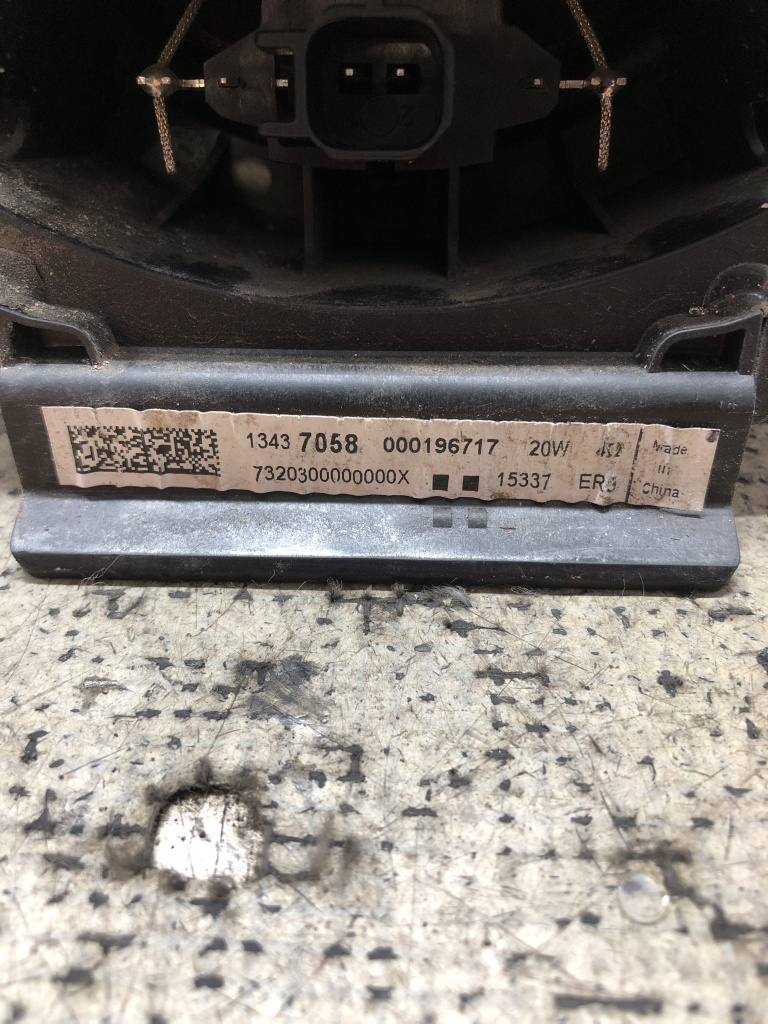 1343 7058 000196717 20W
7320300000000X 15337
Made
in
China